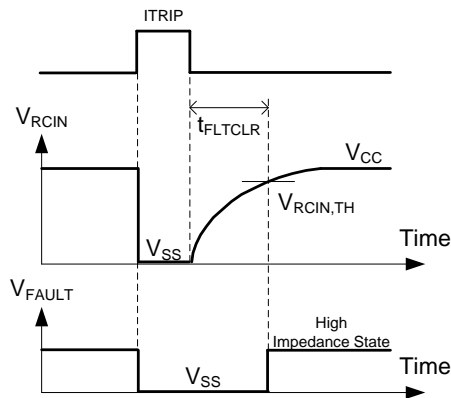 ITRIP
V_RCIN
t_FLTCLR
V_CC
V_RCIN,TH
V_SS
Time
V_FAULT
High
Impedance State
V_SS
Time